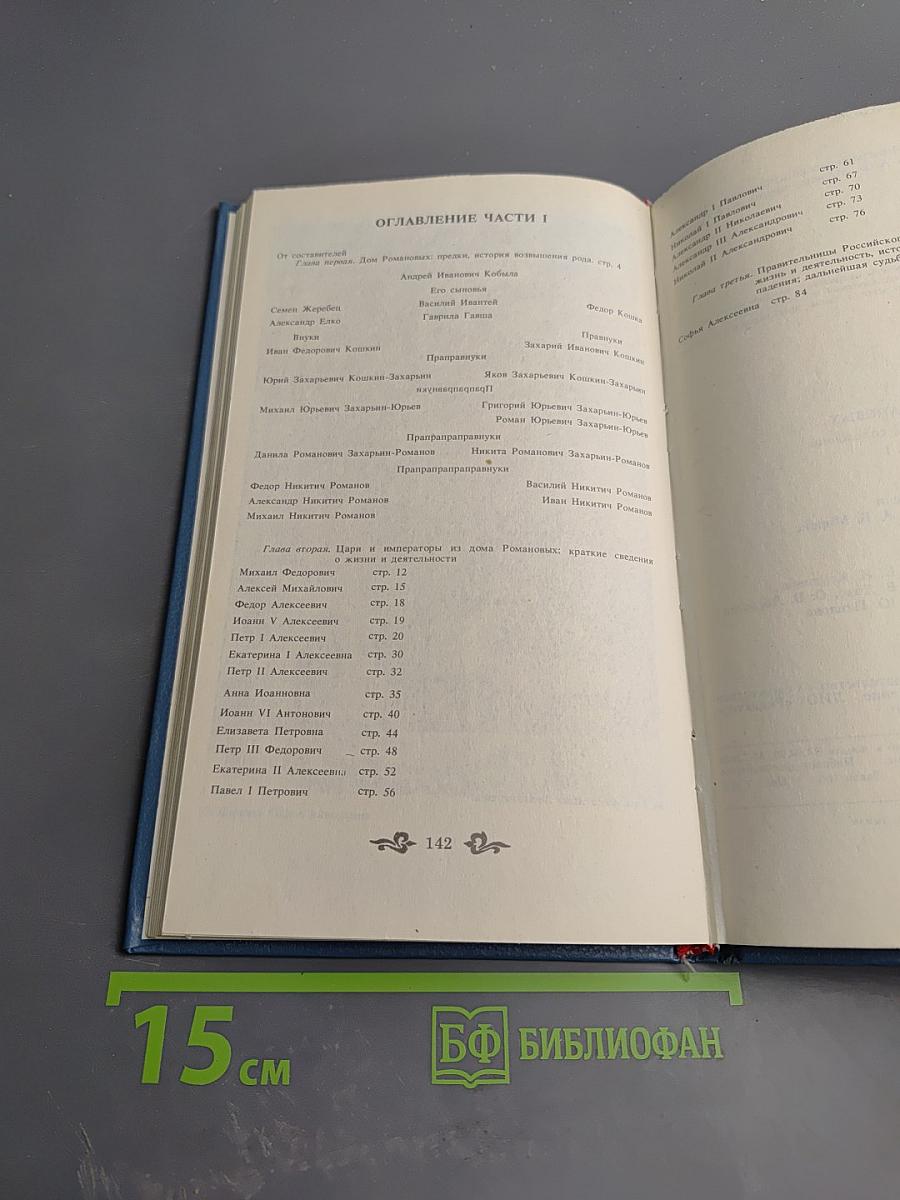 ОГЛАВЛЕНИЕ ЧАСТИ I
От составителей
Глава первая. Дом Романовых: предки, история возвышения рода. стр. 4
Андрей Иванович Кобыла
Его сыновья
Семен Жеребец Василий Ивантей Федор Кошка
Александр Елко Гаврила Гавша
Внуки Правнуки
Иван Федорович Кошкин Захарий Иванович Кошкин
Праправнуки
Юрий Захарьевич Кошкин-Захарьин Яков Захарьевич Кошкин-Захарьин
Прапраправнуки
Михаил Юрьевич Захарьин-Юрьев Григорий Юрьевич Захарьин-Юрьев
Роман Юрьевич Захарьин-Юрьев
Прапрапраправнуки
Данила Романович Захарьин-Романов Никита Романович Захарьин-Романов
Прапрапрапраправнуки
Федор Никитич Романов Василий Никитич Романов
Александр Никитич Романов Иван Никитич Романов
Михаил Никитич Романов
Глава вторая. Цари и императоры из дома Романовых: краткие сведения
о жизни и деятельности
Михаил Федорович стр. 12
Алексей Михайлович стр. 15
Федор Алексеевич стр. 18
Иоанн V Алексеевич стр. 19
Петр I Алексеевич стр. 20
Екатерина I Алексеевна стр. 30
Петр II Алексеевич стр. 32
Анна Иоанновна стр. 35
Иоанн VI Антонович стр. 40
Елизавета Петровна стр. 44
Петр III Федорович стр. 48
Екатерина II Алексеевна стр. 52
Павел I Петрович стр. 56
142
Александр I Павлович стр. 61
Николай I Павлович стр. 67
Александр II Николаевич стр. 70
Александр III Александрович стр. 73
Николай II Александрович стр. 76
Глава третья. Правительницы Российского
жизнь и деятельность, исто
падения; дальнейшая судьб
Софья Алексеевна стр. 84
15 см
БФ БИБЛИОФАН